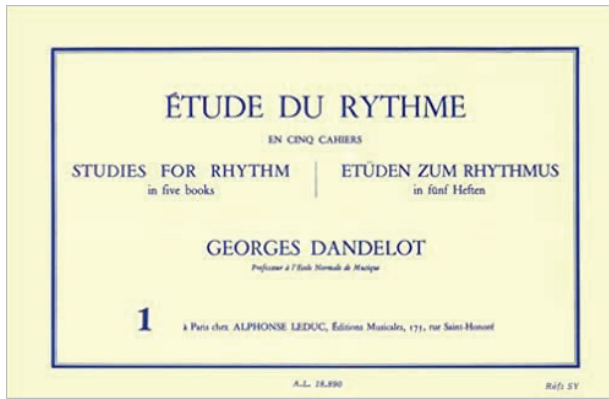 ÉTUDE DU RYTHME
EN CINQ CAHIERS
STUDIES FOR RHYTHM
in five books
ETÜDEN ZUM RHYTHMUS
in fünf Heften
GEORGES DANDELOT
Professeur à l'École Normale de Musique
1
à Paris chez ALPHONSE LEDUC, Éditions Musicales, 175, rue Saint-Honoré
A.L. 18.890
Réfs SY